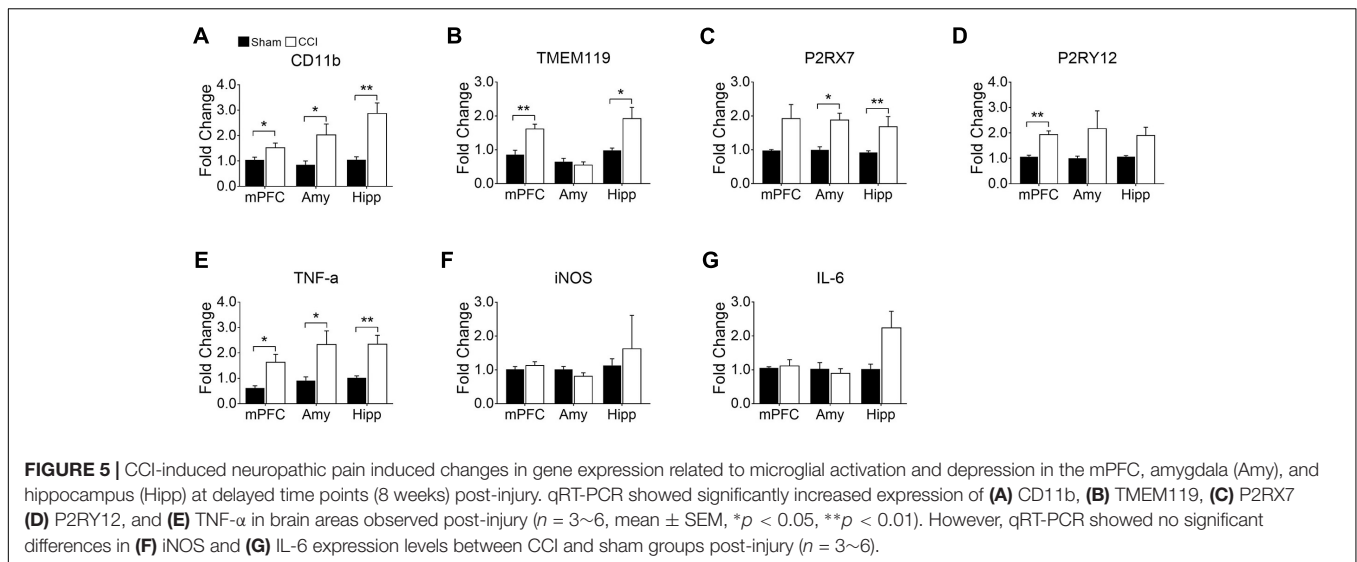 A B C D
Sham CCI
CD11b TMEM119 P2RX7 P2RY12
4.0 3.0 3.0 4.0
** ** * * ** **
* * * 
Fold Change Fold Change Fold Change Fold Change
3.0 2.0 2.0 3.0
2.0 1.0 1.0 2.0
1.0 0.0 0.0 1.0
0.0 0.0
mPFC Amy Hipp mPFC Amy Hipp mPFC Amy Hipp mPFC Amy Hipp
E F G
TNF-a iNOS IL-6
4.0 3.0 3.0
* * **
Fold Change Fold Change Fold Change
3.0 2.0 2.0
2.0 1.0 1.0
1.0 0.0 0.0
0.0
mPFC Amy Hipp mPFC Amy Hipp mPFC Amy Hipp
FIGURE 5 | CCI-induced neuropathic pain induced changes in gene expression related to microglial activation and depression in the mPFC, amygdala (Amy), and
hippocampus (Hipp) at delayed time points (8 weeks) post-injury. qRT-PCR showed significantly increased expression of (A) CD11b, (B) TMEM119, (C) P2RX7
(D) P2RY12, and (E) TNF-α in brain areas observed post-injury (n = 3~6, mean ± SEM, *p < 0.05, **p < 0.01). However, qRT-PCR showed no significant
differences in (F) iNOS and (G) IL-6 expression levels between CCI and sham groups post-injury (n = 3~6).